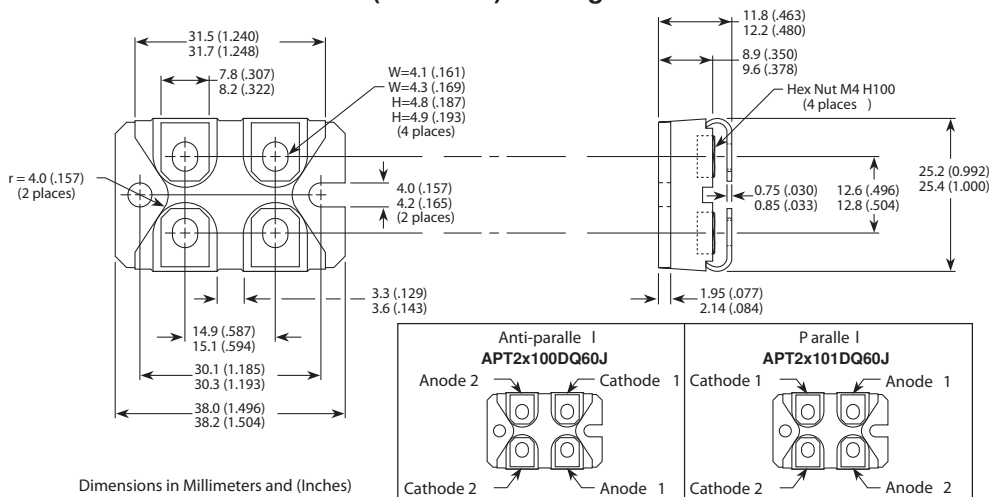 31.5 (1.240)
31.7 (1.248)
7.8 (.307)
8.2 (.322)
W=4.1 (.161)
W=4.3 (.169)
H=4.8 (.187)
H=4.9 (.193)
(4 places)
r = 4.0 (.157)
(2 places)
4.0 (.157)
4.2 (.165)
(2 places)
3.3 (.129)
3.6 (.143)
14.9 (.587)
15.1 (.594)
30.1 (1.185)
30.3 (1.193)
38.0 (1.496)
38.2 (1.504)
Dimensions in Millimeters and (Inches)
11.8 (.463)
12.2 (.480)
8.9 (.350)
9.6 (.378)
Hex Nut M4 H100
(4 places )
25.2 (0.992)
25.4 (1.000)
0.75 (.030)
0.85 (.033)
12.6 (.496)
12.8 (.504)
1.95 (.077)
2.14 (.084)
Anti-paralle l
APT2x100DQ60J
Anode 2
Cathode 1
Cathode 2
Anode 1
P aralle l
APT2x101DQ60J
Cathode 1
Anode 1
Cathode 2
Anode 2